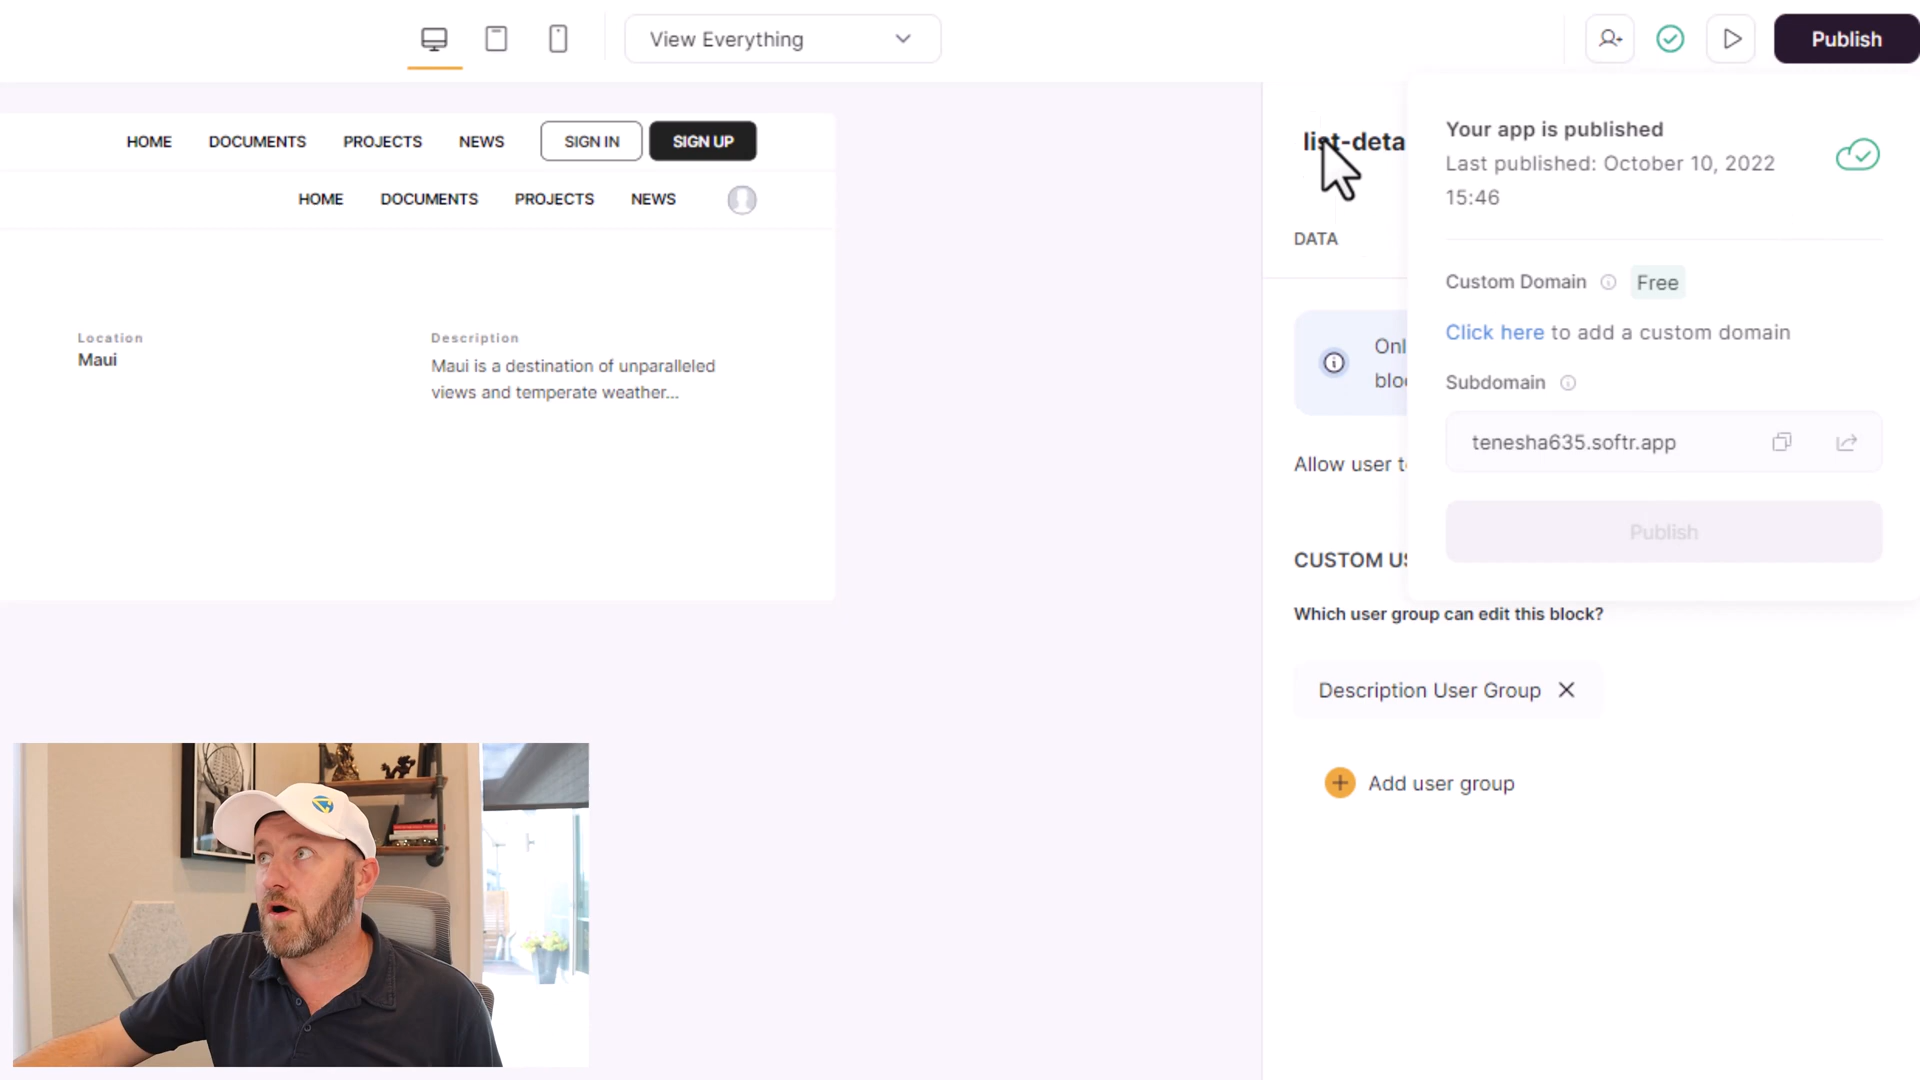 View Everything
Publish
HOME DOCUMENTS PROJECTS NEWS SIGN IN SIGN UP
HOME DOCUMENTS PROJECTS NEWS
Location
Maui
Description
Maui is a destination of unparalleled
views and temperate weather...
list-deta
DATA
Onl
bloc
Allow user t
CUSTOM US
Which user group can edit this block?
Description User Group
Add user group
Your app is published
Last published: October 10, 2022
15:46
Custom Domain Free
Click here to add a custom domain
Subdomain
tenesha635.softr.app
Publish